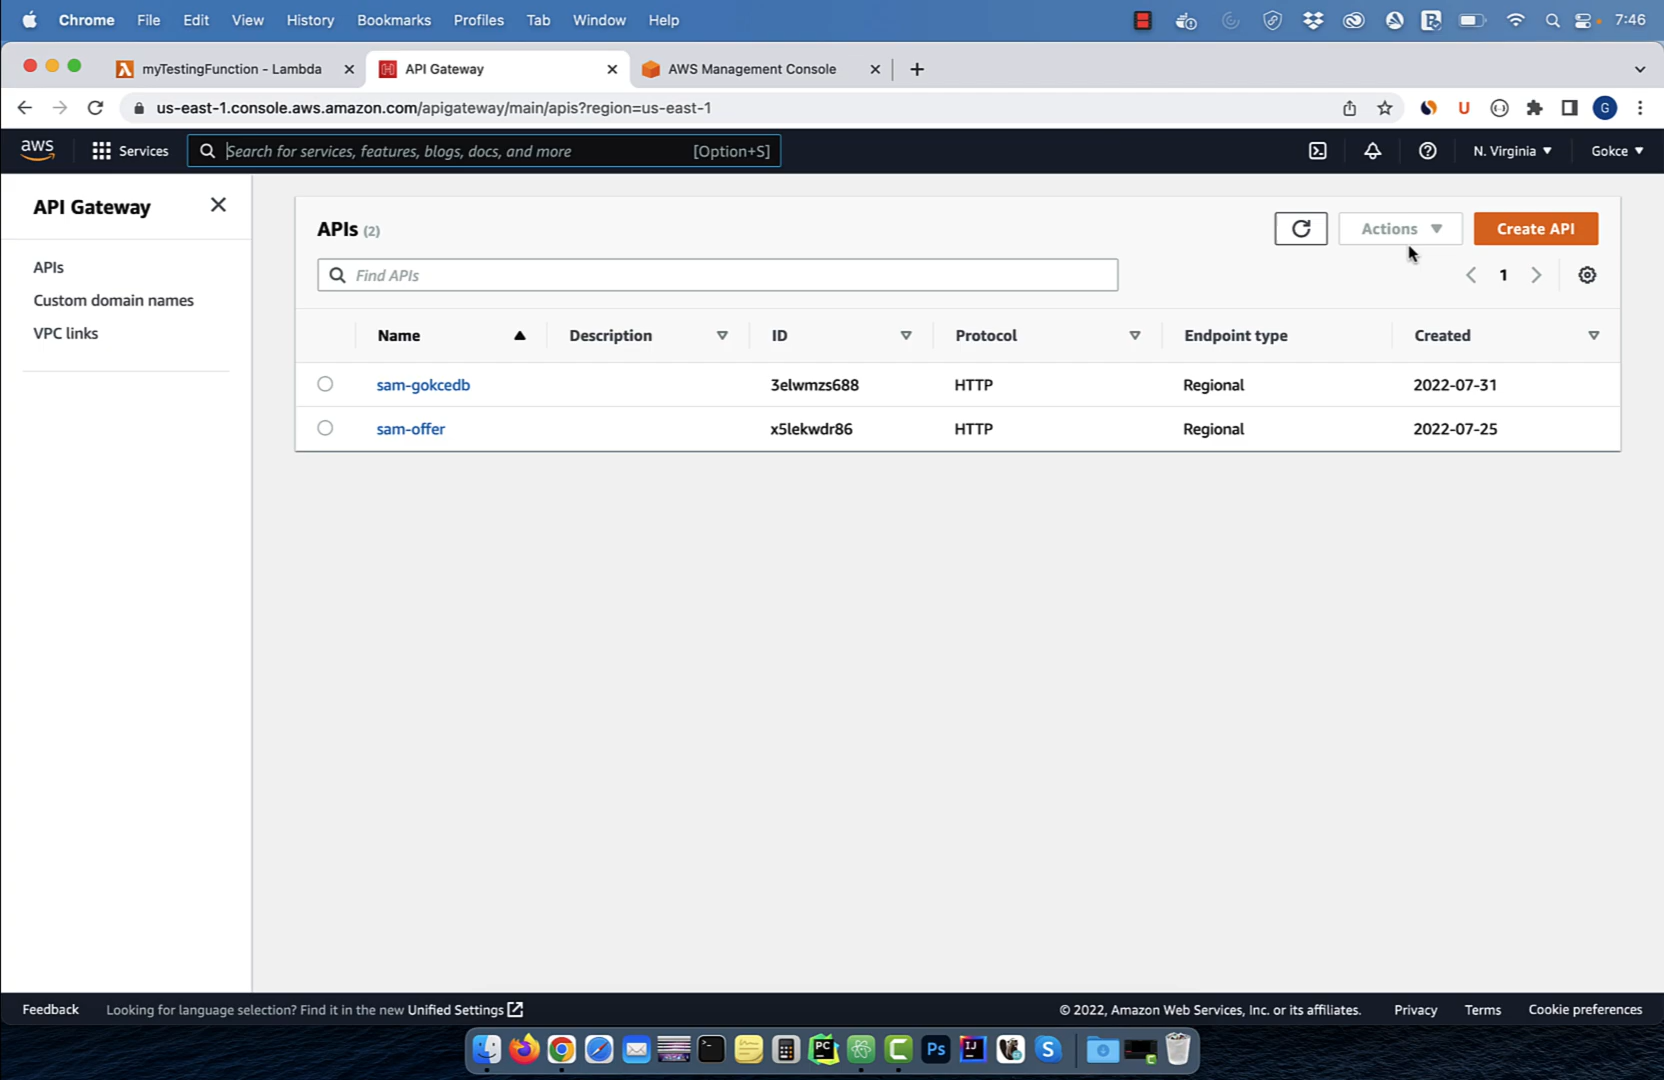 Chrome File Edit View History Bookmarks Profiles Tab Window Help 7:46
myTestingFunction - Lambda API Gateway AWS Management Console
us-east-1.console.aws.amazon.com/apigateway/main/apis?region=us-east-1 U G
aws Services Search for services, features, blogs, docs, and more [Option+S] N. Virginia Gokce
API Gateway
APIs
Custom domain names
VPC links
APIs (2) Actions Create API
Find APIs 1
Name Description ID Protocol Endpoint type Created
sam-gokcedb 3elwmzs688 HTTP Regional 2022-07-31
sam-offer x5lekwdr86 HTTP Regional 2022-07-25
Feedback Looking for language selection? Find it in the new Unified Settings © 2022, Amazon Web Services, Inc. or its affiliates. Privacy Terms Cookie preferences
PC C Ps IJ S